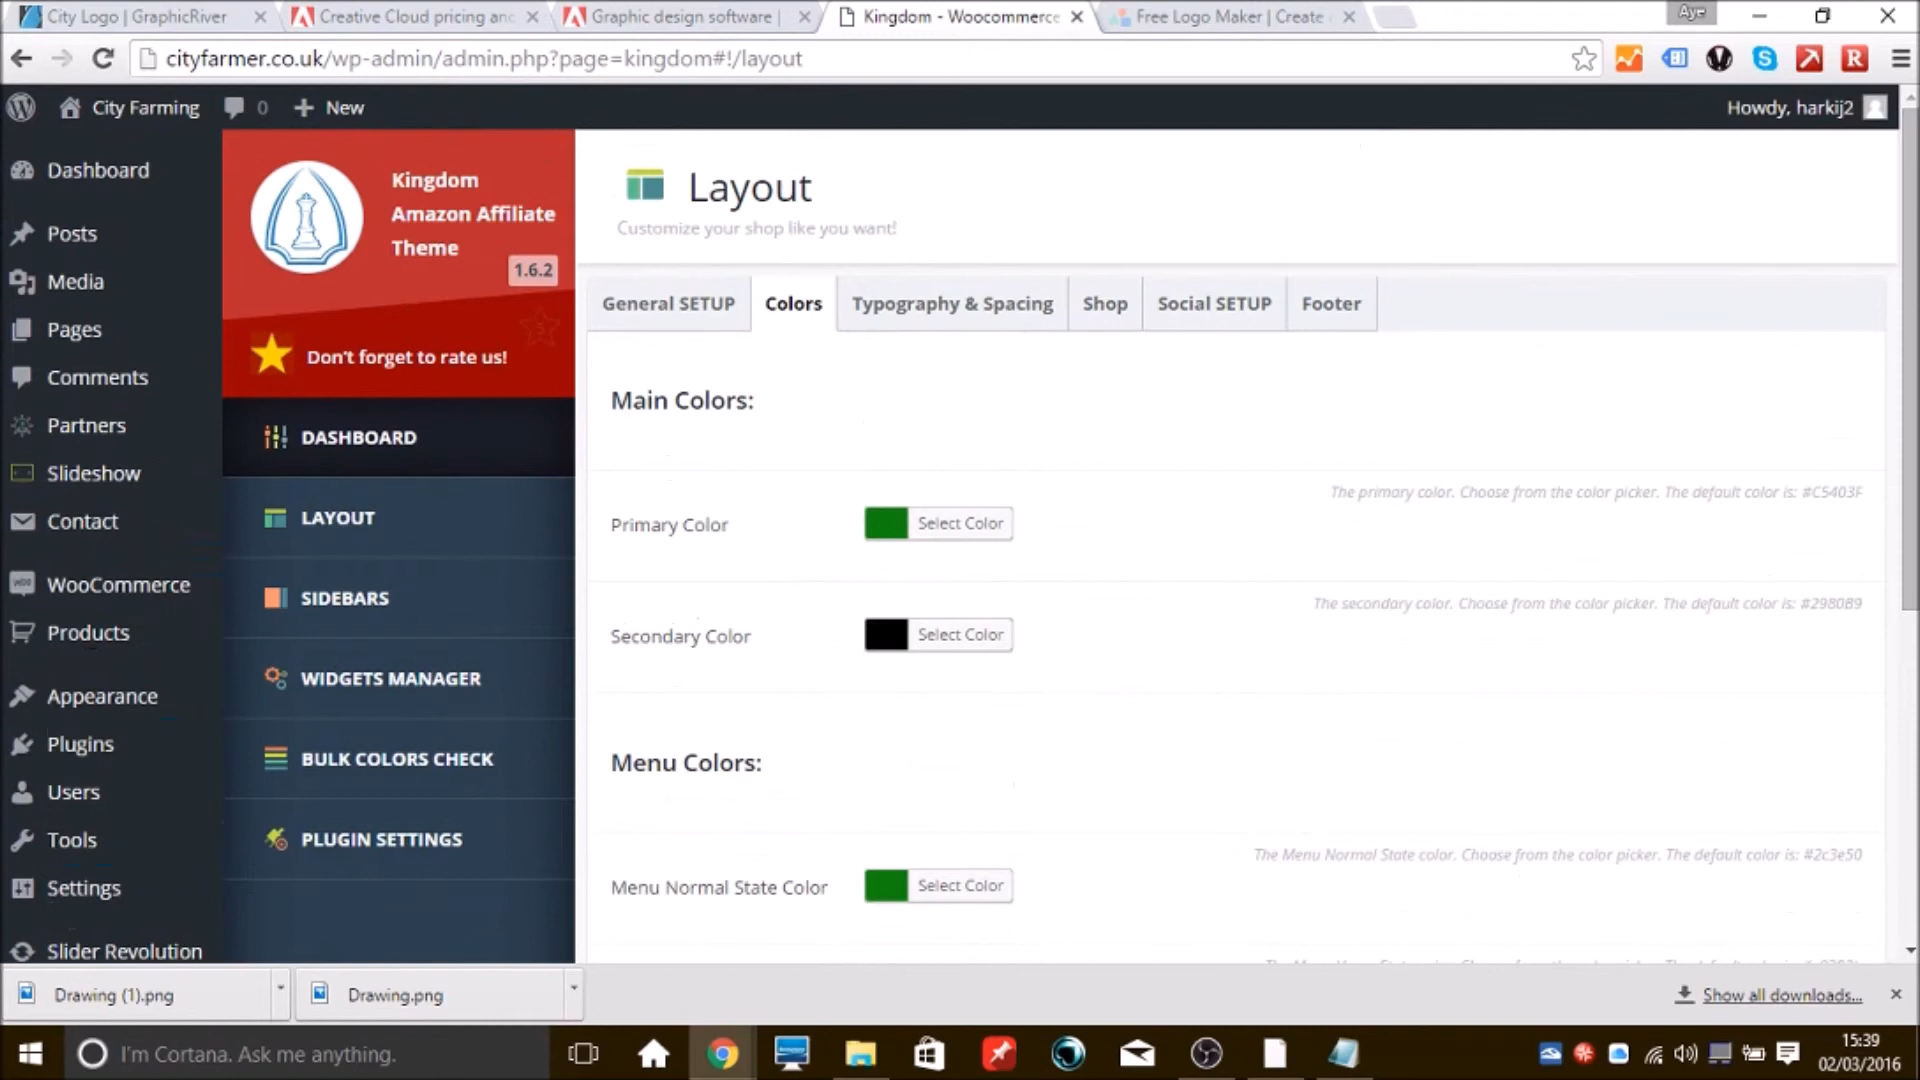 City Logo | GraphicRiver
Creative Cloud pricing and
Graphic design software |
Kingdom - Woocommerce
Free Logo Maker | Create
Aye
cityfarmer.co.uk/wp-admin/admin.php?page=kingdom#!/layout
City Farming
0
New
Howdy, harkij2
Dashboard
Posts
Media
Pages
Comments
Partners
Slideshow
Contact
WooCommerce
Products
Appearance
Plugins
Users
Tools
Settings
Slider Revolution
Kingdom
Amazon Affiliate
Theme
1.6.2
Don't forget to rate us!
DASHBOARD
LAYOUT
SIDEBARS
WIDGETS MANAGER
BULK COLORS CHECK
PLUGIN SETTINGS
Layout
Customize your shop like you want!
General SETUP
Colors
Typography & Spacing
Shop
Social SETUP
Footer
Main Colors:
The primary color. Choose from the color picker. The default color is: #C5403F
Primary Color
Select Color
The secondary color. Choose from the color picker. The default color is: #2980B9
Secondary Color
Select Color
Menu Colors:
The Menu Normal State color. Choose from the color picker. The default color is: #2c3e50
Menu Normal State Color
Select Color
Drawing (1).png
Drawing.png
Show all downloads...
I'm Cortana. Ask me anything.
15:39
02/03/2016